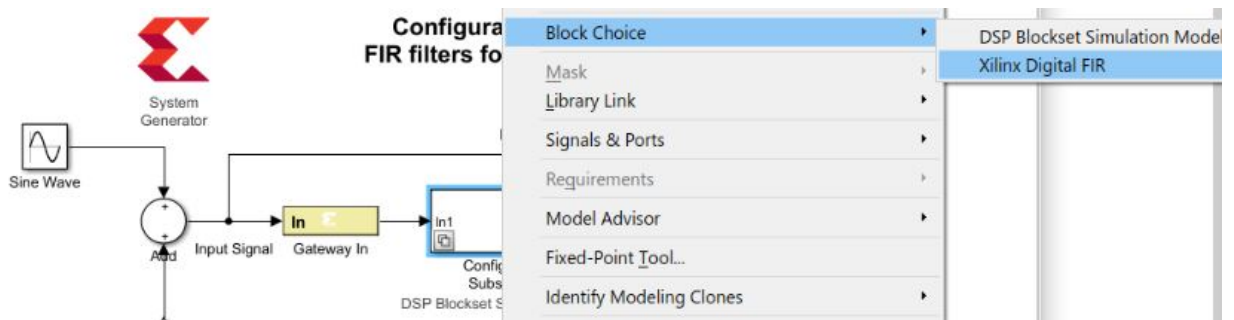 Configura
FIR filters fo
System
Generator
Sine Wave
Add
Input Signal
In
Gateway In
In1
Config
Subs
DSP Blockset S
Block Choice
Mask
Library Link
Signals & Ports
Requirements
Model Advisor
Fixed-Point Tool...
Identify Modeling Clones
DSP Blockset Simulation Model
Xilinx Digital FIR